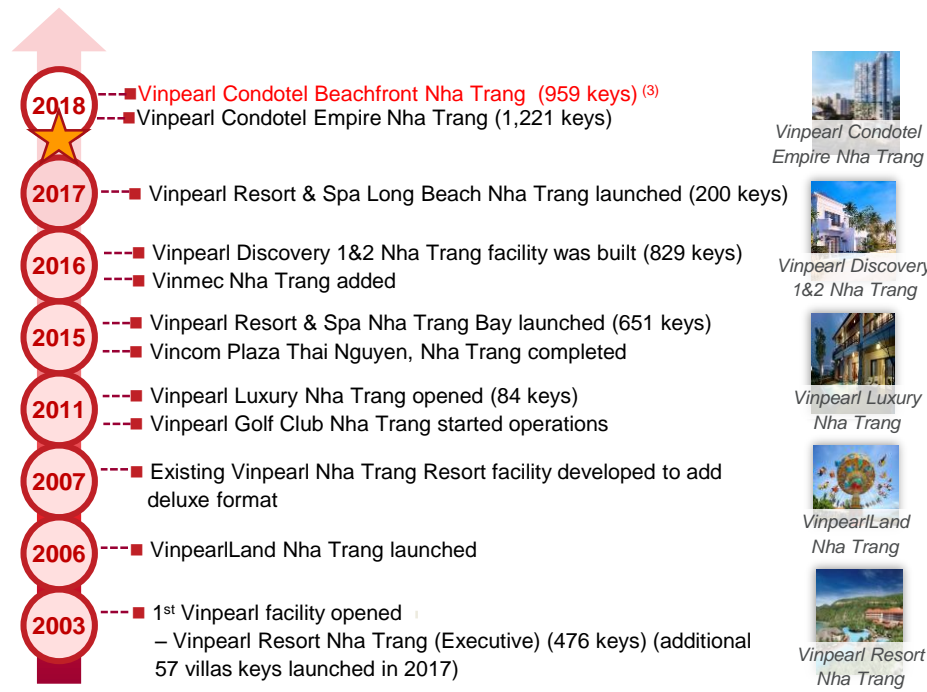 2018
Vinpearl Condotel Beachfront Nha Trang (959 keys) (3)
Vinpearl Condotel Empire Nha Trang (1,221 keys)
Vinpearl Condotel
Empire Nha Trang
2017
Vinpearl Resort & Spa Long Beach Nha Trang launched (200 keys)
2016
Vinpearl Discovery 1&2 Nha Trang facility was built (829 keys)
Vinmec Nha Trang added
Vinpearl Discovery
1&2 Nha Trang
2015
Vinpearl Resort & Spa Nha Trang Bay launched (651 keys)
Vincom Plaza Thai Nguyen, Nha Trang completed
2011
Vinpearl Luxury Nha Trang opened (84 keys)
Vinpearl Golf Club Nha Trang started operations
Vinpearl Luxury
Nha Trang
2007
Existing Vinpearl Nha Trang Resort facility developed to add
deluxe format
VinpearlLand
Nha Trang
2006
VinpearlLand Nha Trang launched
2003
1st Vinpearl facility opened
– Vinpearl Resort Nha Trang (Executive) (476 keys) (additional
57 villas keys launched in 2017)
Vinpearl Resort
Nha Trang